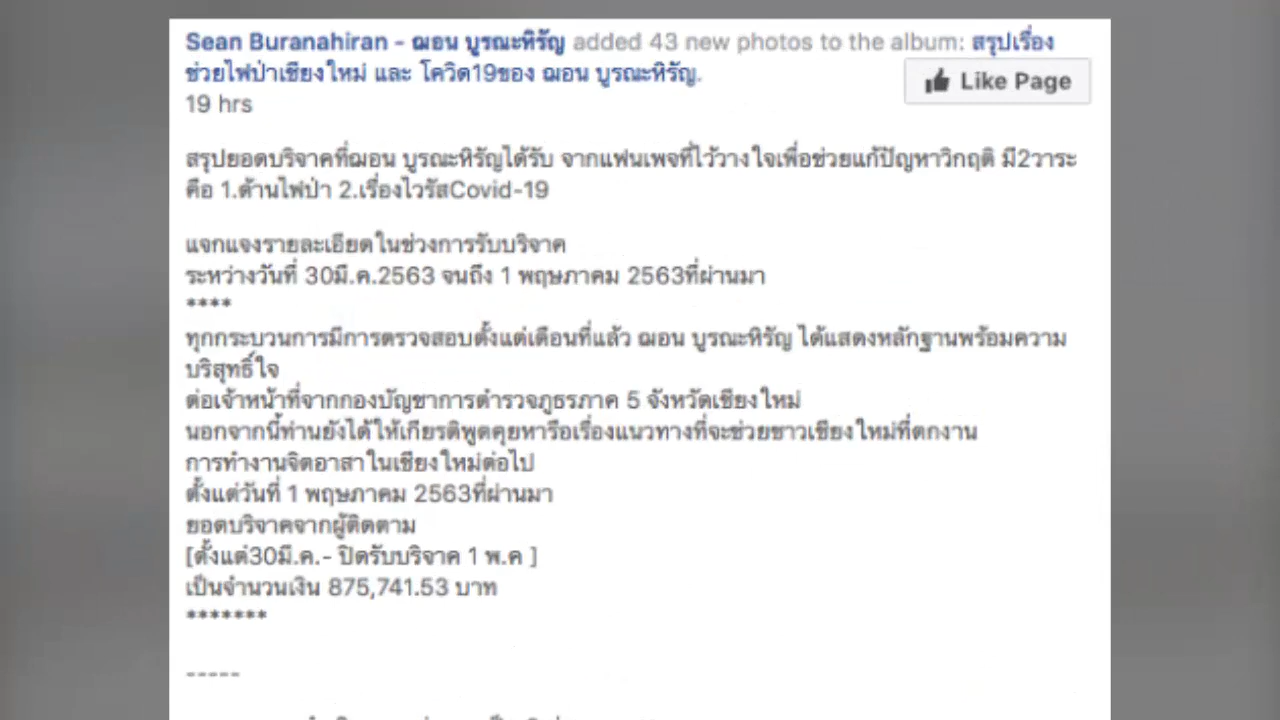 Sean Buranahiran - ฌอน บูรณะหิรัญ added 43 new photos to the album: สรุปเรื่อง
ช่วยไฟป่าเชียงใหม่ และ โควิด19ของ ฌอน บูรณะหิรัญ.
Like Page
19 hrs
สรุปยอดบริจาคที่ฌอน บูรณะหิรัญได้รับ จากแฟนเพจที่ไว้วางใจเพื่อช่วยแก้ปัญหาวิกฤติ มี2วาระ
คือ 1.ด้านไฟป่า 2.เรื่องไวรัสCovid-19
แจกแจงรายละเอียดในช่วงการรับบริจาค
ระหว่างวันที่ 30มี.ค.2563 จนถึง 1 พฤษภาคม 2563ที่ผ่านมา
****
ทุกกระบวนการมีการตรวจสอบตั้งแต่เดือนที่แล้ว ฌอน บูรณะหิรัญ ได้แสดงหลักฐานพร้อมความ
บริสุทธิ์ใจ
ต่อเจ้าหน้าที่จากกองบัญชาการตำรวจภูธรภาค 5 จังหวัดเชียงใหม่
นอกจากนี้ท่านยังได้ให้เกียรติพูดคุยหารือเรื่องแนวทางที่จะช่วยชาวเชียงใหม่ที่ตกงาน
การทำงานจิตอาสาในเชียงใหม่ต่อไป
ตั้งแต่วันที่ 1 พฤษภาคม 2563ที่ผ่านมา
ยอดบริจาคจากผู้ติดตาม
[ตั้งแต่30มี.ค.- ปิดรับบริจาค 1 พ.ค ]
เป็นจำนวนเงิน 875,741.53 บาท
*******
-----